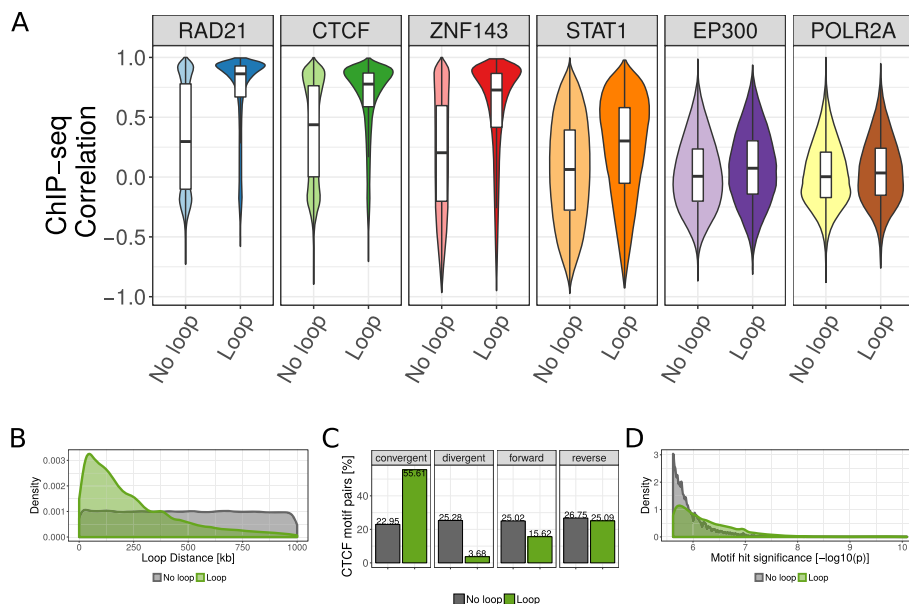 A
RAD21 CTCF ZNF143 STAT1 EP300 POLR2A
ChIP-seq
Correlation
1.0
0.5
0.0
−0.5
−1.0
No loop Loop No loop Loop No loop Loop No loop Loop No loop Loop No loop Loop
B
Density
0.003
0.002
0.001
0.000
0 250 500 750 1000
Loop Distance [kb]
No loop Loop
C
convergent divergent forward reverse
CTCF motif pairs [%]
40
20
0
22.95 55.61 25.28 3.68 25.02 15.62 26.75 25.09
No loop Loop
D
Density
3
2
1
0
6 7 8 9 10
Motif hit significance [−log10(p)]
No loop Loop